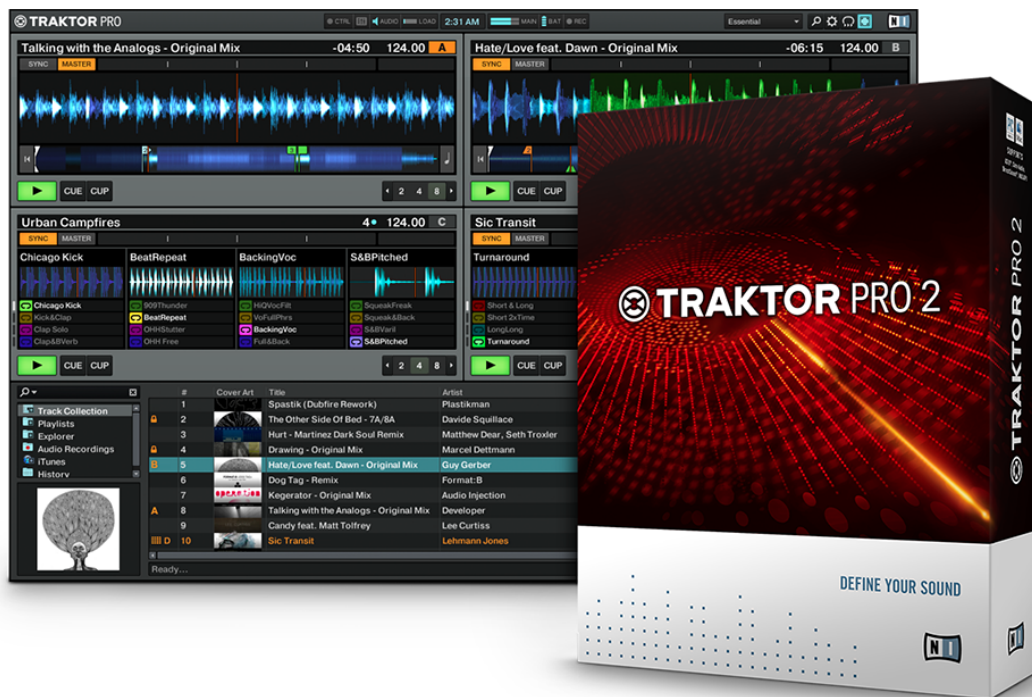 TRAKTOR PRO
CTRL AUDIO LOAD 2:31 AM MAIN BAT REC
Essential
Talking with the Analogs - Original Mix -04:50 124.00 A
SYNC MASTER
CUE CUP 2 4 8
Hate/Love feat. Dawn - Original Mix -06:15 124.00 B
SYNC MASTER
CUE CUP
Urban Campfires 4 124.00 C
SYNC MASTER
Chicago Kick BeatRepeat BackingVoc S&BPitched
Chicago Kick 909Thunder HiQVocFilt SqueakFreak
Kick&Clap BeatRepeat VoFullPhrs Squeak&Back
Clap Solo OHHStutter BackingVoc S&BVaril
Clap&BVerb OHH Free Full&Back S&BPitched
CUE CUP 2 4 8
Sic Transit
SYNC MASTER
Turnaround
Short & Long
Short 2xTime
LongLong
Turnaround
CUE CUP
Track Collection
Playlists
Explorer
Audio Recordings
iTunes
History
# Cover Art Title Artist
1 Spastik (Dubfire Rework) Plastikman
2 The Other Side Of Bed - 7A/8A Davide Squillace
3 Hurt - Martinez Dark Soul Remix Matthew Dear, Seth Troxler
4 Drawing - Original Mix Marcel Dettmann
B 5 Hate/Love feat. Dawn - Original Mix Guy Gerber
6 Dog Tag - Remix Format:B
7 Kegerator - Original Mix Audio Injection
A 8 Talking with the Analogs - Original Mix Developer
9 Candy feat. Matt Tolfrey Lee Curtiss
D 10 Sic Transit Lehmann Jones
Ready...
TRAKTOR PRO 2
DEFINE YOUR SOUND
NI
TRAKTOR PRO 2